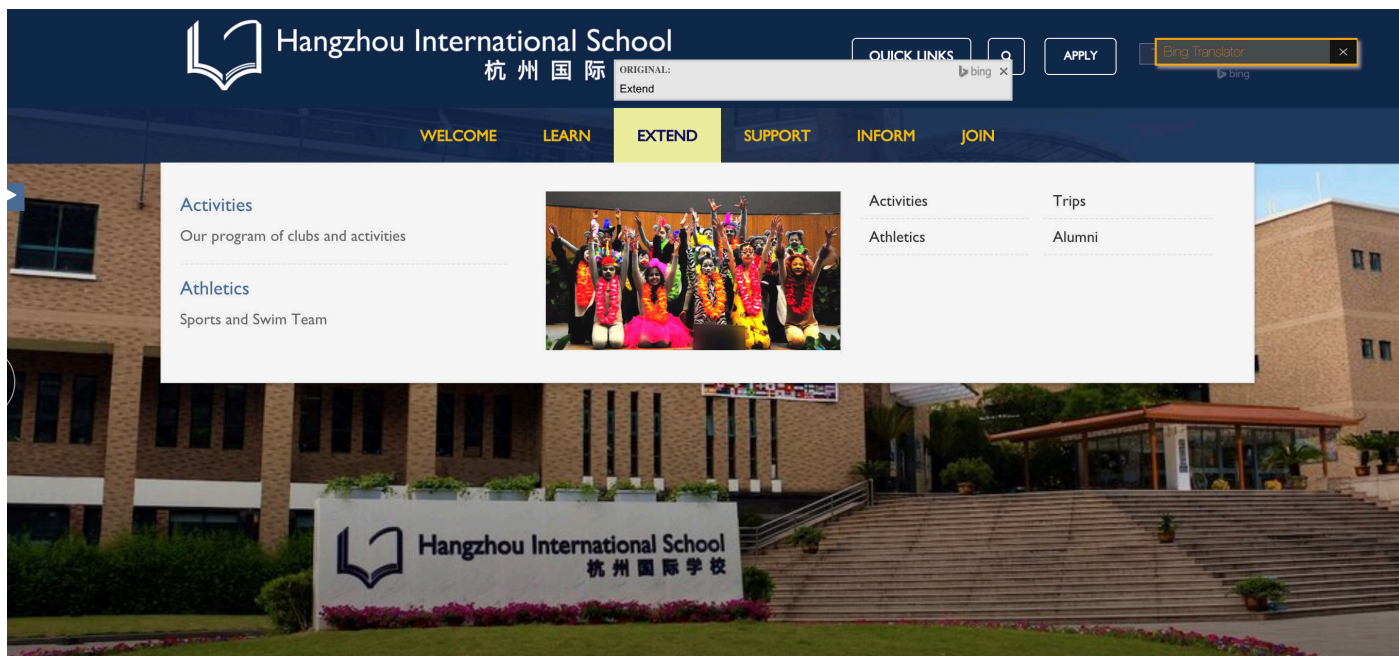 Hangzhou International School
杭州国际
QUICK LINKS
APPLY
Bing Translator
bing
ORIGINAL:
bing
Extend
WELCOME
LEARN
EXTEND
SUPPORT
INFORM
JOIN
Activities
Our program of clubs and activities
Athletics
Sports and Swim Team
Activities
Trips
Athletics
Alumni
Hangzhou International School
杭州国际学校